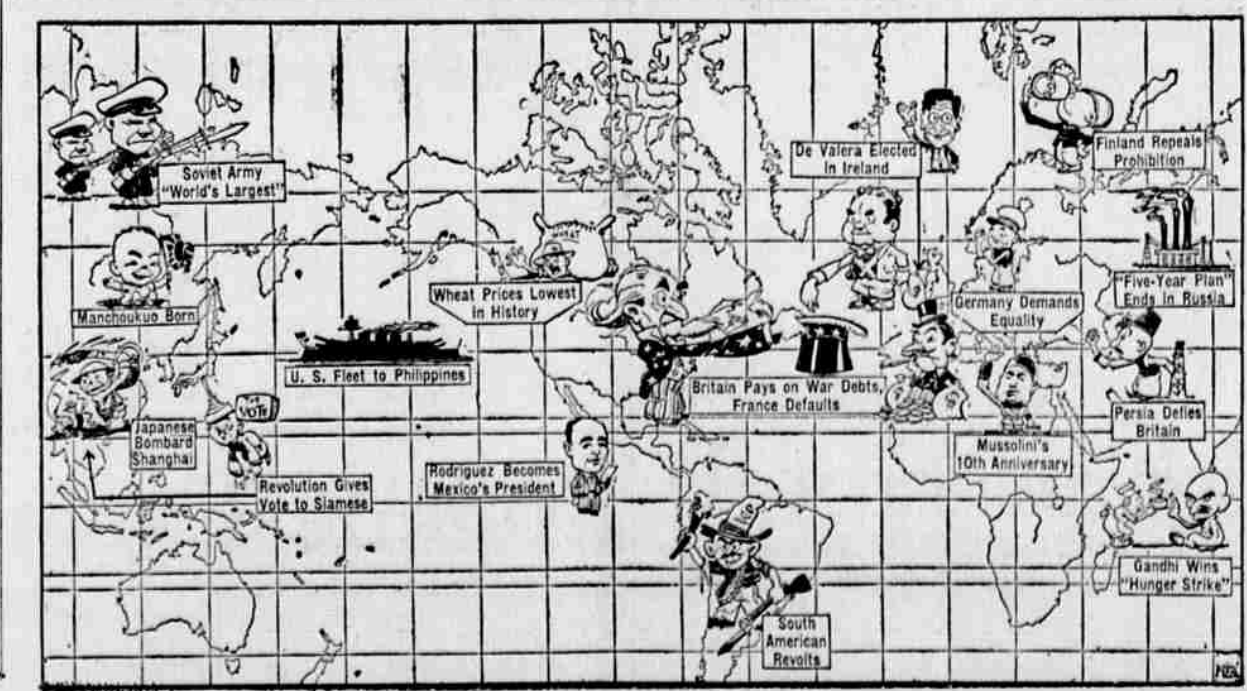 Soviet Army
"World's Largest"
De Valera Elected
in Ireland
Finland Repeals
Prohibition
Manchoukuo Born
WHEAT
Wheat Prices Lowest
in History
Germany Demands
Equality
"Five-Year Plan"
Ends in Russia
U. S. Fleet to Philippines
Britain Pays on War Debts,
France Defaults
Persia Defies
Britain
Japanese
Bombard
Shanghai
THE
VOTE
Revolution Gives
Vote to Siamese
Rodriguez Becomes
Mexico's President
Mussolini's
10th Anniversary
Gandhi Wins
"Hunger Strike"
South
American
Revolts
NEA